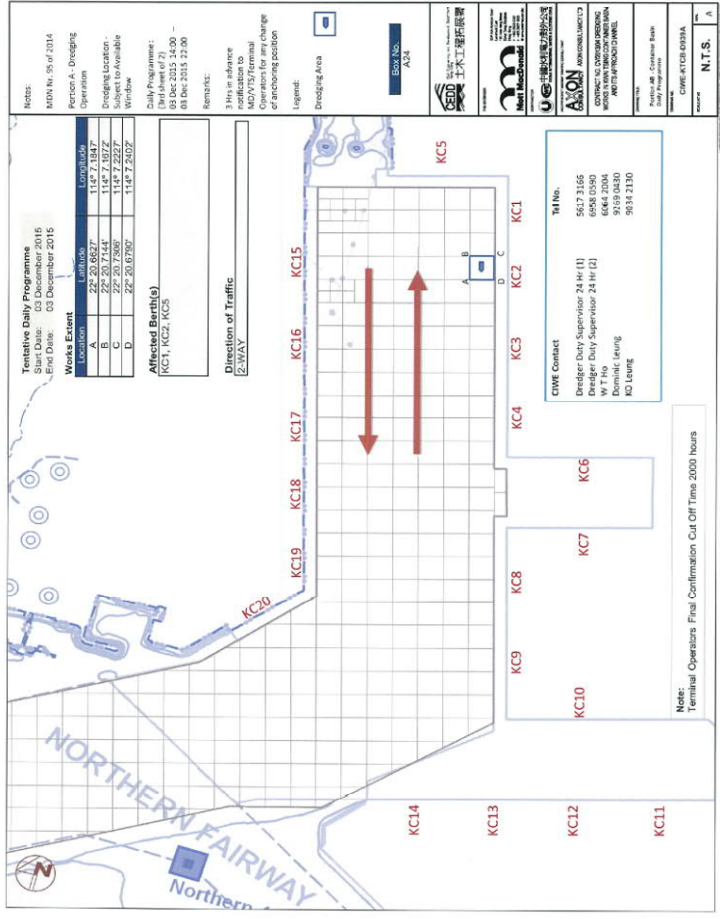 Tentative Daily Programme
Start Date: 03 December 2015
End Date: 03 December 2015
Works Extent
Location Latitude Longitude
A 22° 20.6627' 114° 7.1847'
B 22° 20.7144' 114° 7.1672'
C 22° 20.7306' 114° 7.2227'
D 22° 20.6790' 114° 7.2402'
Affected Berth(s)
KC1, KC2, KC5
Direction of Traffic
2-WAY
Notes:
MDN Nr. 95 of 2014
Portion A - Dredging
Operation
Dredging Location -
Subject to Available
Window
Daily Programme:
(3rd sheet of 2)
03 Dec 2015 14:00 –
03 Dec 2015 22:00
Remarks:
3 Hrs in advance
notification to
MD/VTS/Terminal
Operators for any change
of anchoring position
Legend:
Dredging Area
Box No.
A24
CEDD 土木工程拓展署
Mott MacDonald
Portion AB - Container Basin
Daily Programme
CIWE-KTCB-D939A
N.T.S.
A
N
NORTHERN FAIRWAY
Northern
KC20
KC19
KC18
KC17
KC16
KC15
KC5
KC14
KC13
KC12
KC11
KC10
KC9
KC8
KC7
KC6
KC4
KC3
KC2
KC1
A
B
C
D
CIWE Contact Tel No.
Dredger Duty Supervisor 24 Hr (1) 5617 3166
Dredger Duty Supervisor 24 Hr (2) 6958 0590
W T Ho 6064 2004
Dominic Leung 9269 0430
KO Leung 9034 2130
Note:
Terminal Operators Final Confirmation Cut Off Time 2000 hours